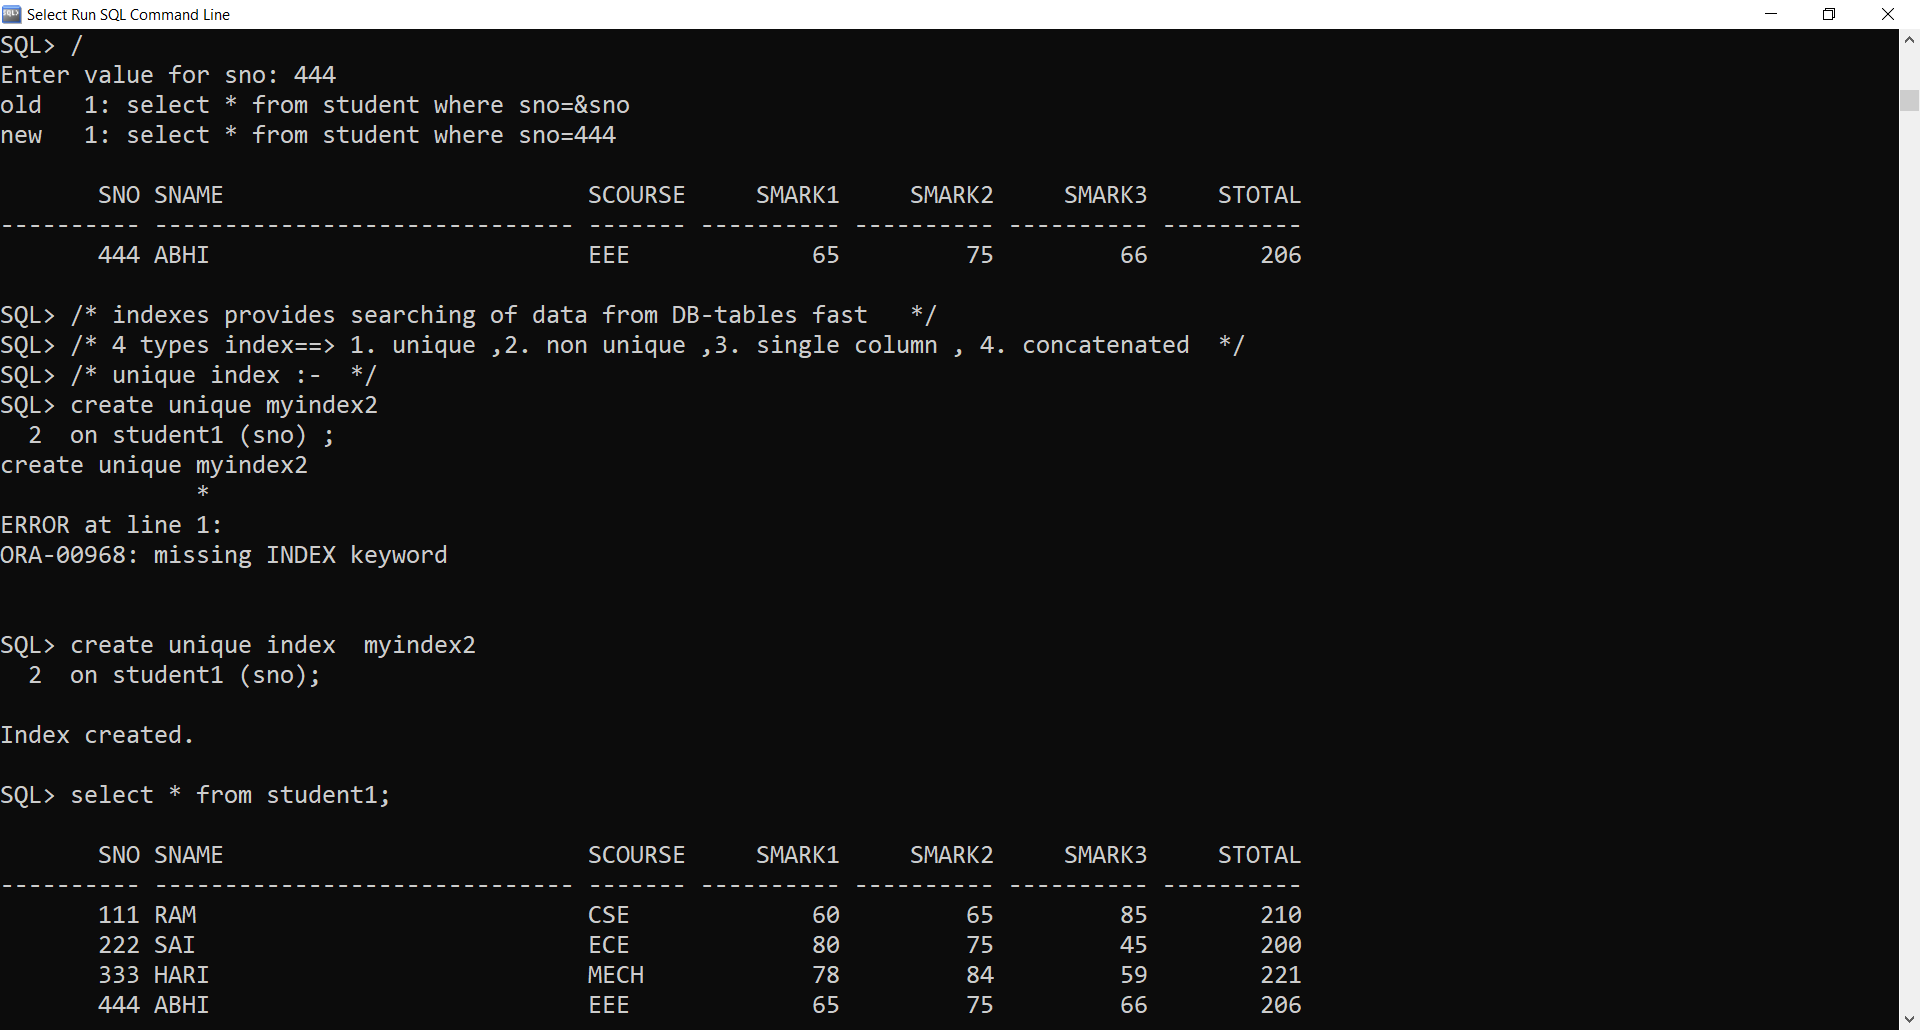 Select Run SQL Command Line
SQL> /
Enter value for sno: 444
old   1: select * from student where sno=&sno
new   1: select * from student where sno=444
       SNO SNAME                          SCOURSE     SMARK1     SMARK2     SMARK3     STOTAL
---------- ------------------------------ ------- ---------- ---------- ---------- ----------
       444 ABHI                           EEE             65         75         66        206
SQL> /* indexes provides searching of data from DB-tables fast   */
SQL> /* 4 types index==> 1. unique ,2. non unique ,3. single column , 4. concatenated  */
SQL> /* unique index :-  */
SQL> create unique myindex2
  2  on student1 (sno) ;
create unique myindex2
              *
ERROR at line 1:
ORA-00968: missing INDEX keyword
SQL> create unique index  myindex2
  2  on student1 (sno);
Index created.
SQL> select * from student1;
       SNO SNAME                          SCOURSE     SMARK1     SMARK2     SMARK3     STOTAL
---------- ------------------------------ ------- ---------- ---------- ---------- ----------
       111 RAM                            CSE             60         65         85        210
       222 SAI                            ECE             80         75         45        200
       333 HARI                           MECH            78         84         59        221
       444 ABHI                           EEE             65         75         66        206